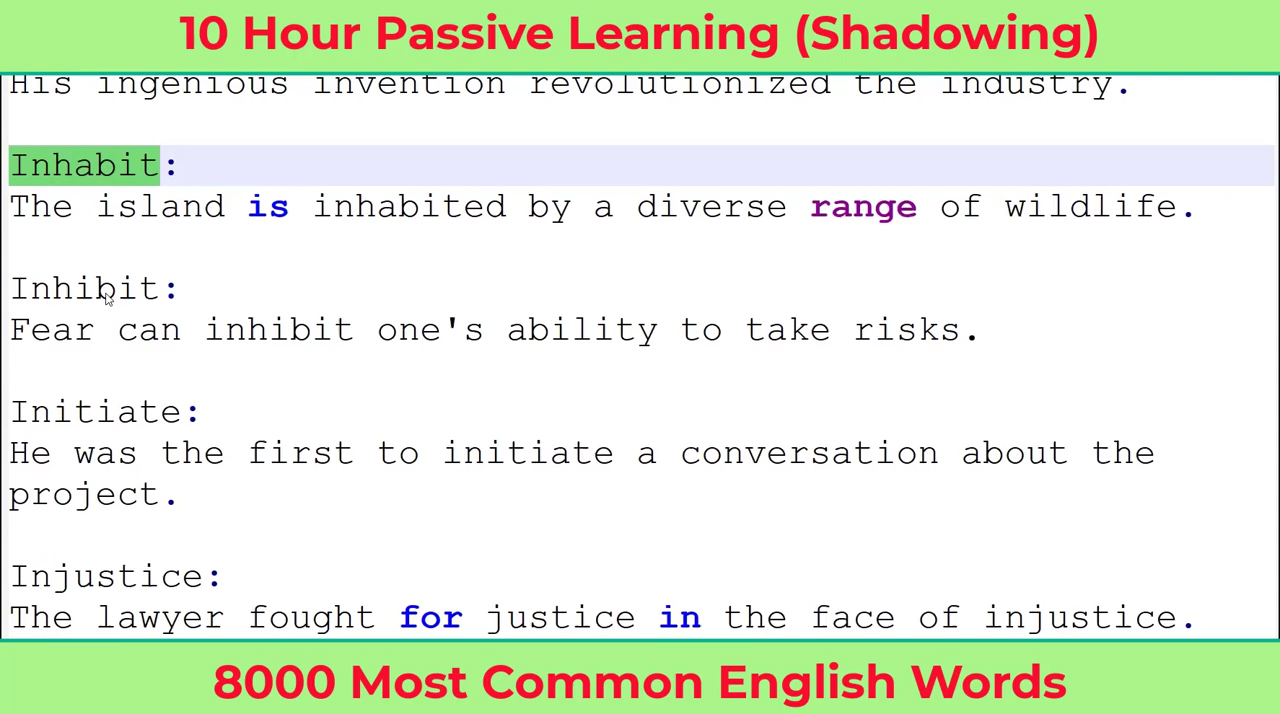 10 Hour Passive Learning (Shadowing)
His ingenious invention revolutionized the industry.
Inhabit:
The island is inhabited by a diverse range of wildlife.
Inhibit:
Fear can inhibit one's ability to take risks.
Initiate:
He was the first to initiate a conversation about the
project.
Injustice:
The lawyer fought for justice in the face of injustice.
8000 Most Common English Words